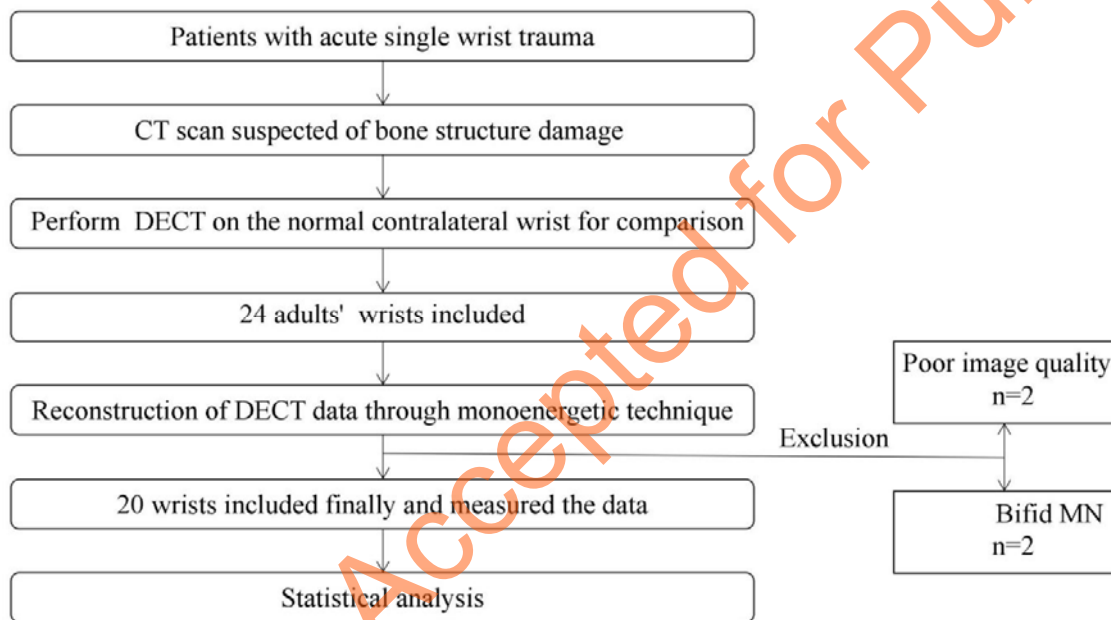 Patients with acute single wrist trauma
CT scan suspected of bone structure damage
Perform DECT on the normal contralateral wrist for comparison
24 adults' wrists included
Reconstruction of DECT data through monoenergetic technique
Exclusion
Poor image quality
n=2
Bifid MN
n=2
20 wrists included finally and measured the data
Statistical analysis
Accepted for Pu